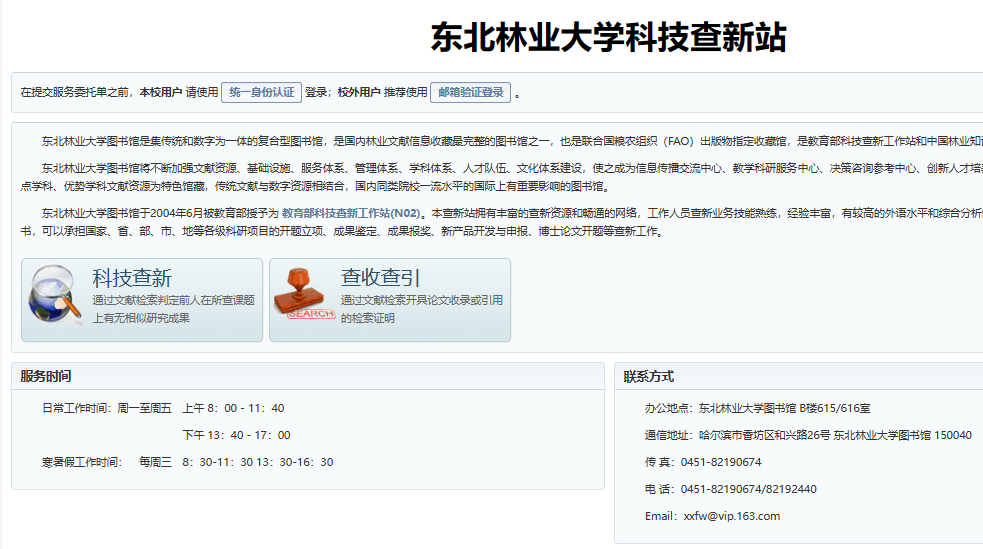 东北林业大学科技查新站
在提交服务委托单之前，本校用户 请使用 统一身份认证 登录；校外用户 推荐使用 邮箱验证登录 。
东北林业大学图书馆是集传统和数字为一体的复合型图书馆，是国内林业文献信息收藏最完整的图书馆之一，也是联合国粮农组织（FAO）出版物指定收藏馆，是教育部科技查新工作站和中国林业知
东北林业大学图书馆将不断加强文献资源、基础设施、服务体系、管理体系、学科体系、人才队伍、文化体系建设，使之成为信息传播交流中心、教学科研服务中心、决策咨询参考中心、创新人才培
点学科、优势学科文献资源为特色馆藏，传统文献与数字资源相结合，国内同类院校一流水平的国际上有重要影响的图书馆。
东北林业大学图书馆于2004年6月被教育部授予为 教育部科技查新工作站(N02)。本查新站拥有丰富的查新资源和畅通的网络，工作人员查新业务技能熟练，经验丰富，有较高的外语水平和综合分析
书，可以承担国家、省、部、市、地等各级科研项目的开题立项、成果鉴定、成果报奖、新产品开发与申报、博士论文开题等查新工作。
科技查新
通过文献检索判定前人在所查课题
上有无相似研究成果
SEARCH
查收查引
通过文献检索开具论文收录或引用
的检索证明
服务时间
日常工作时间：周一至周五 上午 8：00 - 11：40
下午 13：40 - 17：00
寒暑假工作时间： 每周三 8：30-11：30 13：30-16：30
联系方式
办公地点：东北林业大学图书馆 B楼615/616室
通信地址：哈尔滨市香坊区和兴路26号 东北林业大学图书馆 150040
传 真：0451-82190674
电 话：0451-82190674/82192440
Email：xxfw@vip.163.com